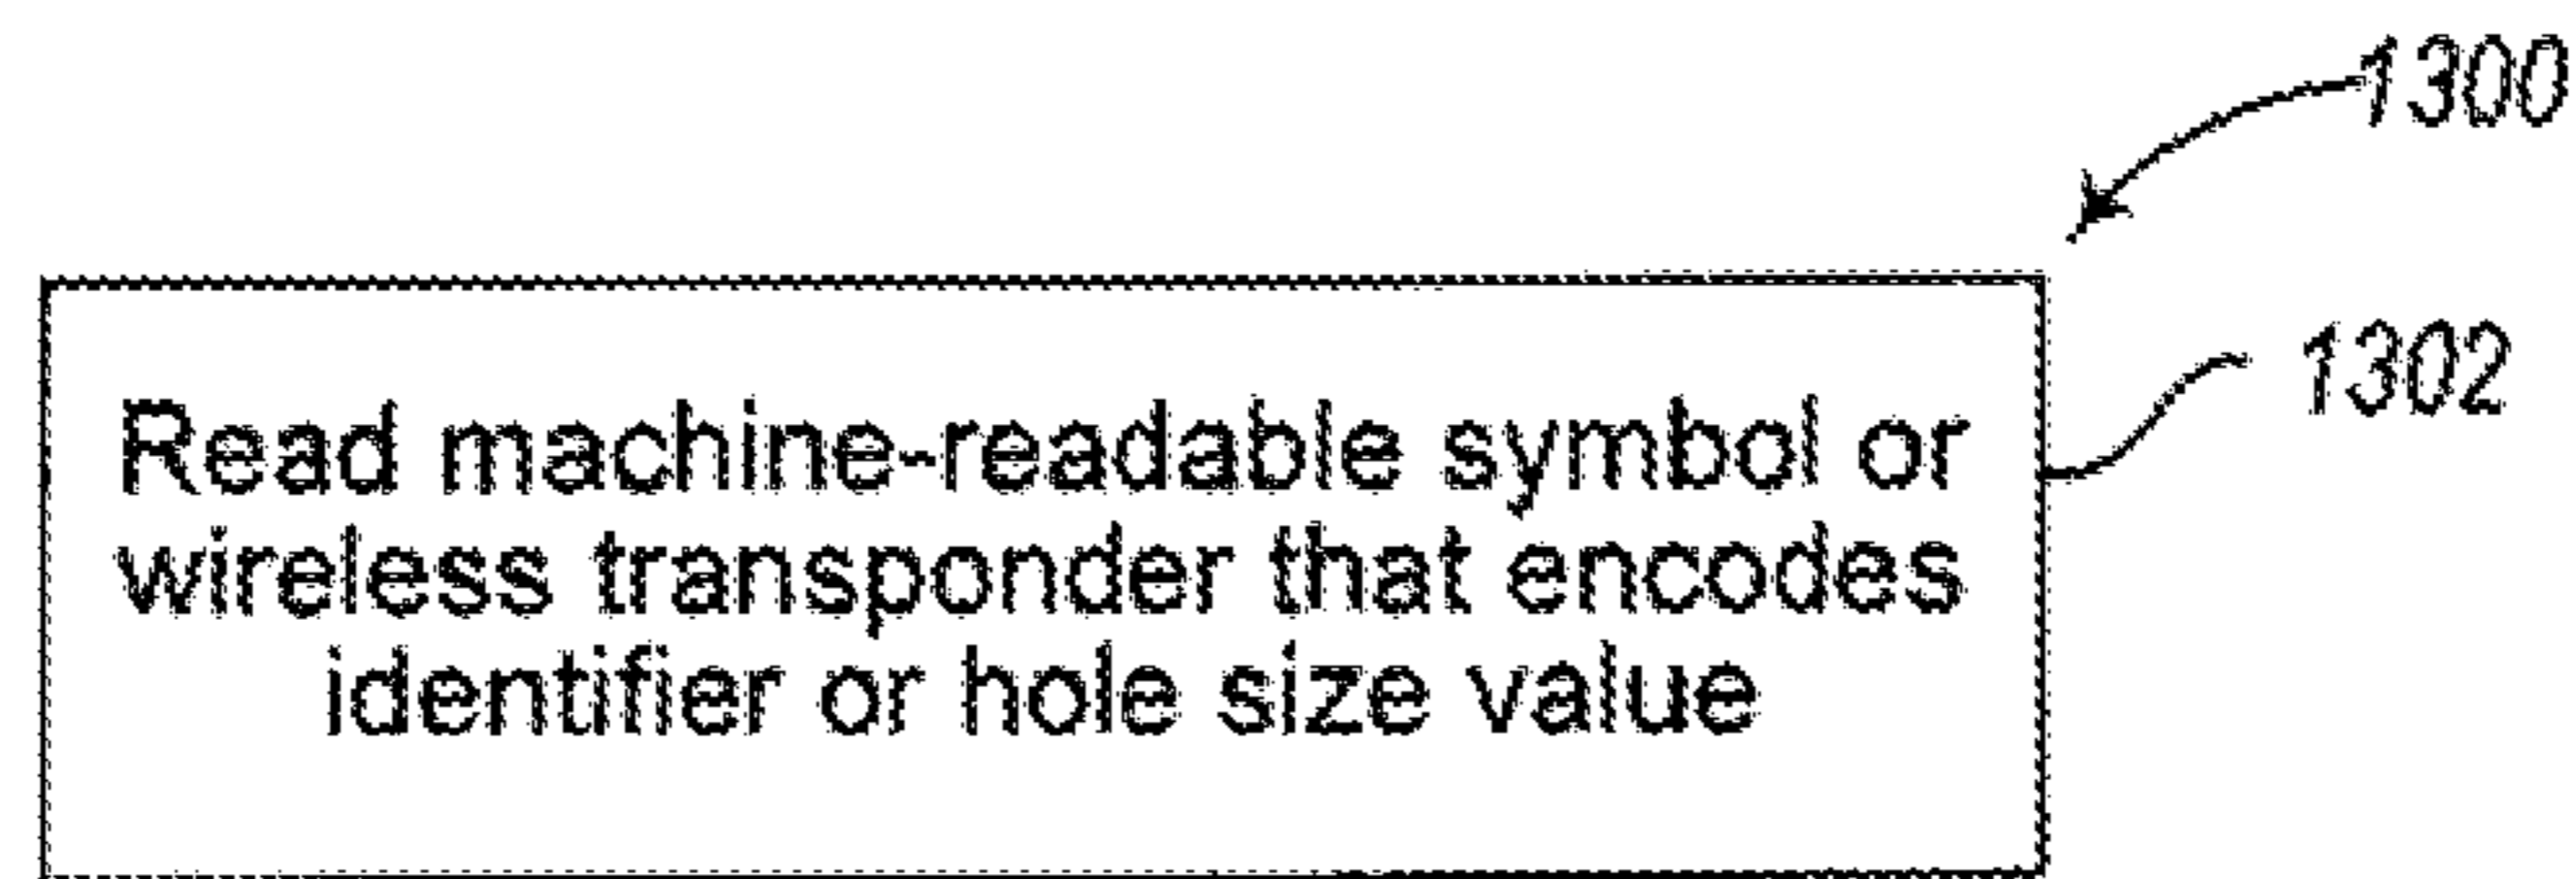 1300
1302
Read machine-readable symbol or
wireless transponder that encodes
identifier or hole size value